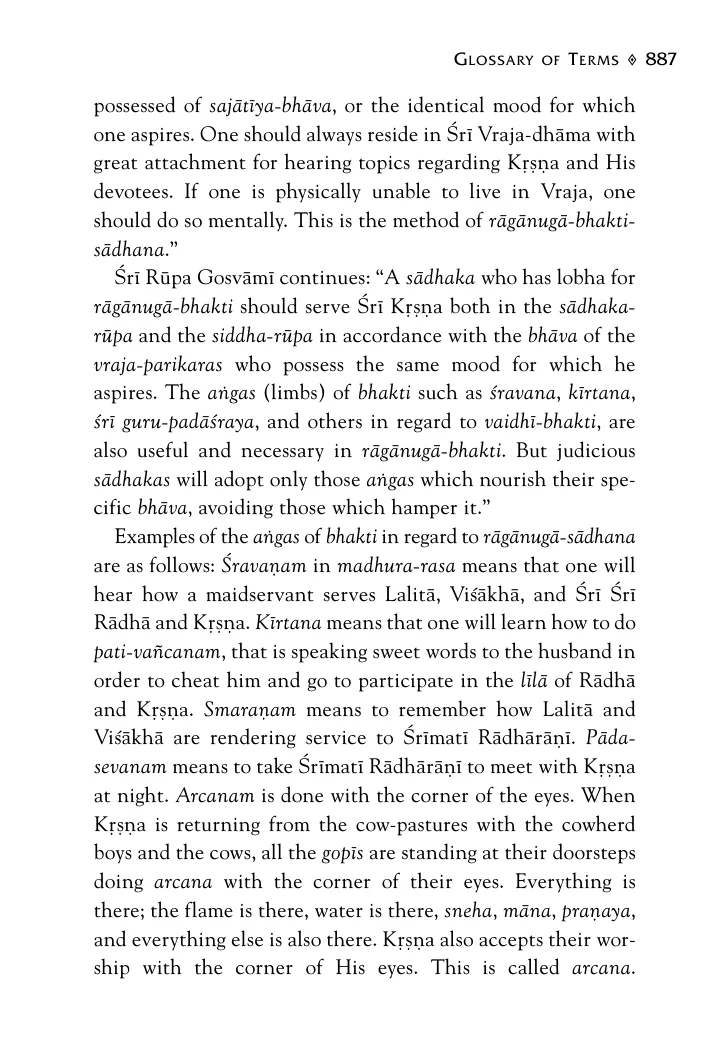 GLOSSARY OF TERMS ◊ 887
possessed of sajātīya-bhāva, or the identical mood for which
one aspires. One should always reside in Śrī Vraja-dhāma with
great attachment for hearing topics regarding Kṛṣṇa and His
devotees. If one is physically unable to live in Vraja, one
should do so mentally. This is the method of rāgānugā-bhakti-
sādhana.”
Śrī Rūpa Gosvāmī continues: “A sādhaka who has lobha for
rāgānugā-bhakti should serve Śrī Kṛṣṇa both in the sādhaka-
rūpa and the siddha-rūpa in accordance with the bhāva of the
vraja-parikaras who possess the same mood for which he
aspires. The aṅgas (limbs) of bhakti such as śravana, kīrtana,
śrī guru-padāśraya, and others in regard to vaidhī-bhakti, are
also useful and necessary in rāgānugā-bhakti. But judicious
sādhakas will adopt only those aṅgas which nourish their spe-
cific bhāva, avoiding those which hamper it.”
Examples of the aṅgas of bhakti in regard to rāgānugā-sādhana
are as follows: Śravaṇam in madhura-rasa means that one will
hear how a maidservant serves Lalitā, Viśākhā, and Śrī Śrī
Rādhā and Kṛṣṇa. Kīrtana means that one will learn how to do
pati-vañcanam, that is speaking sweet words to the husband in
order to cheat him and go to participate in the līlā of Rādhā
and Kṛṣṇa. Smaraṇam means to remember how Lalitā and
Viśākhā are rendering service to Śrīmatī Rādhārāṇī. Pāda-
sevanam means to take Śrīmatī Rādhārāṇī to meet with Kṛṣṇa
at night. Arcanam is done with the corner of the eyes. When
Kṛṣṇa is returning from the cow-pastures with the cowherd
boys and the cows, all the gopīs are standing at their doorsteps
doing arcana with the corner of their eyes. Everything is
there; the flame is there, water is there, sneha, māna, praṇaya,
and everything else is also there. Kṛṣṇa also accepts their wor-
ship with the corner of His eyes. This is called arcana.